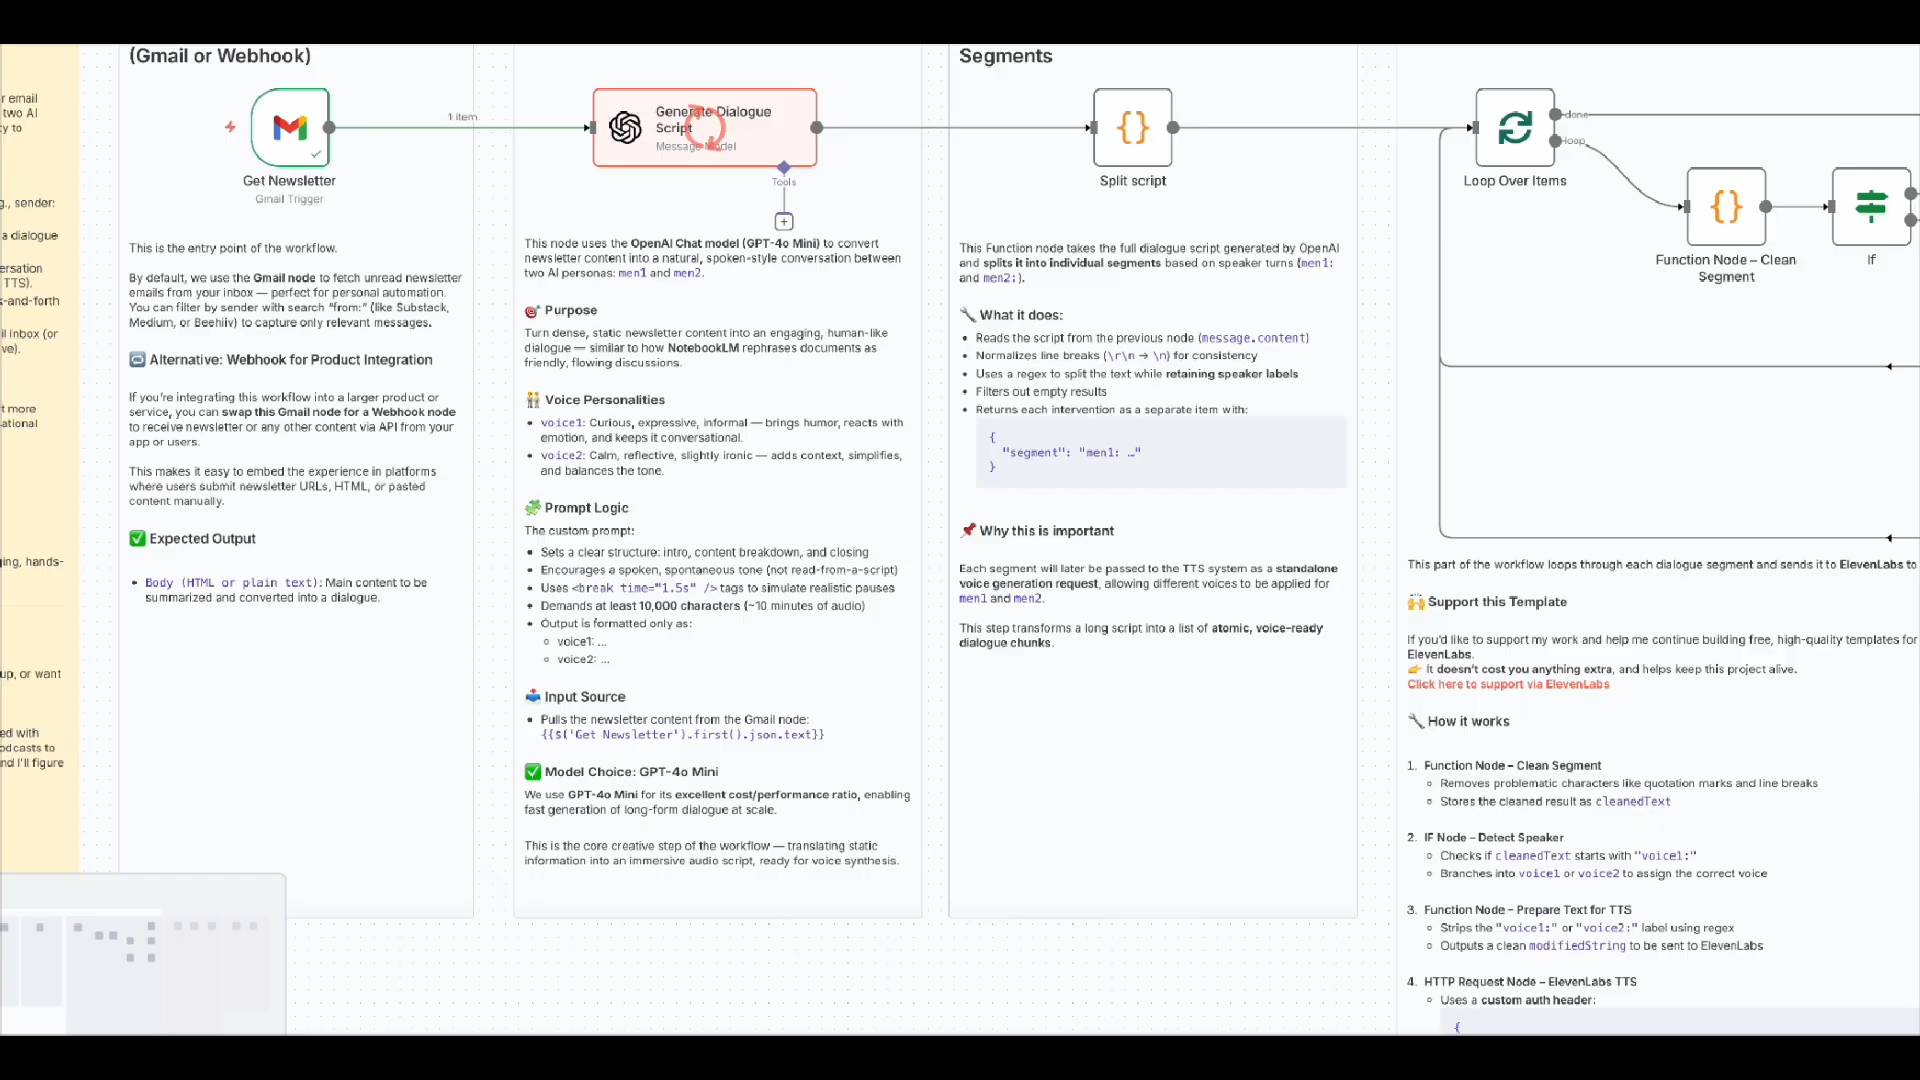 r email
two AI
y to
g., sender:
a dialogue
ersation
TTS).
k-and-forth
il inbox (or
ve).
t more
ational
ging, hands-
up, or want
ed with
odcasts to
nd I'll figure
(Gmail or Webhook)
1 item
Get Newsletter
Gmail Trigger
This is the entry point of the workflow.
By default, we use the Gmail node to fetch unread newsletter
emails from your inbox — perfect for personal automation.
You can filter by sender with search "from:" (like Substack,
Medium, or Beehiiv) to capture only relevant messages.
Alternative: Webhook for Product Integration
If you're integrating this workflow into a larger product or
service, you can swap this Gmail node for a Webhook node
to receive newsletter or any other content via API from your
app or users.
This makes it easy to embed the experience in platforms
where users submit newsletter URLs, HTML, or pasted
content manually.
Expected Output
• Body (HTML or plain text): Main content to be
summarized and converted into a dialogue.
Generate Dialogue
Script
Message Model
Tools
This node uses the OpenAI Chat model (GPT-4o Mini) to convert
newsletter content into a natural, spoken-style conversation between
two AI personas: men1 and men2.
🎯 Purpose
Turn dense, static newsletter content into an engaging, human-like
dialogue — similar to how NotebookLM rephrases documents as
friendly, flowing discussions.
Voice Personalities
• voice1: Curious, expressive, informal — brings humor, reacts with
emotion, and keeps it conversational.
• voice2: Calm, reflective, slightly ironic — adds context, simplifies,
and balances the tone.
🧩 Prompt Logic
The custom prompt:
• Sets a clear structure: intro, content breakdown, and closing
• Encourages a spoken, spontaneous tone (not read-from-a-script)
• Uses <break time="1.5s" /> tags to simulate realistic pauses
• Demands at least 10,000 characters (~10 minutes of audio)
• Output is formatted only as:
○ voice1: ...
○ voice2: ...
📥 Input Source
• Pulls the newsletter content from the Gmail node:
{{$('Get Newsletter').first().json.text}}
✅ Model Choice: GPT-4o Mini
We use GPT-4o Mini for its excellent cost/performance ratio, enabling
fast generation of long-form dialogue at scale.
This is the core creative step of the workflow — translating static
information into an immersive audio script, ready for voice synthesis.
Segments
Split script
This Function node takes the full dialogue script generated by OpenAI
and splits it into individual segments based on speaker turns (men1:
and men2:).
🔧 What it does:
• Reads the script from the previous node (message.content)
• Normalizes line breaks (\r\n → \n) for consistency
• Uses a regex to split the text while retaining speaker labels
• Filters out empty results
• Returns each intervention as a separate item with:
{
"segment": "men1: …"
}
📌 Why this is important
Each segment will later be passed to the TTS system as a standalone
voice generation request, allowing different voices to be applied for
men1 and men2.
This step transforms a long script into a list of atomic, voice-ready
dialogue chunks.
done
loop
Loop Over Items
Function Node – Clean
Segment
If
This part of the workflow loops through each dialogue segment and sends it to ElevenLabs to
🙌 Support this Template
If you'd like to support my work and help me continue building free, high-quality templates for
ElevenLabs.
👉 It doesn't cost you anything extra, and helps keep this project alive.
Click here to support via ElevenLabs
🔧 How it works
1. Function Node – Clean Segment
○ Removes problematic characters like quotation marks and line breaks
○ Stores the cleaned result as cleanedText
2. IF Node – Detect Speaker
○ Checks if cleanedText starts with "voice1:"
○ Branches into voice1 or voice2 to assign the correct voice
3. Function Node – Prepare Text for TTS
○ Strips the "voice1:" or "voice2:" label using regex
○ Outputs a clean modifiedString to be sent to ElevenLabs
4. HTTP Request Node – ElevenLabs TTS
○ Uses a custom auth header:
{